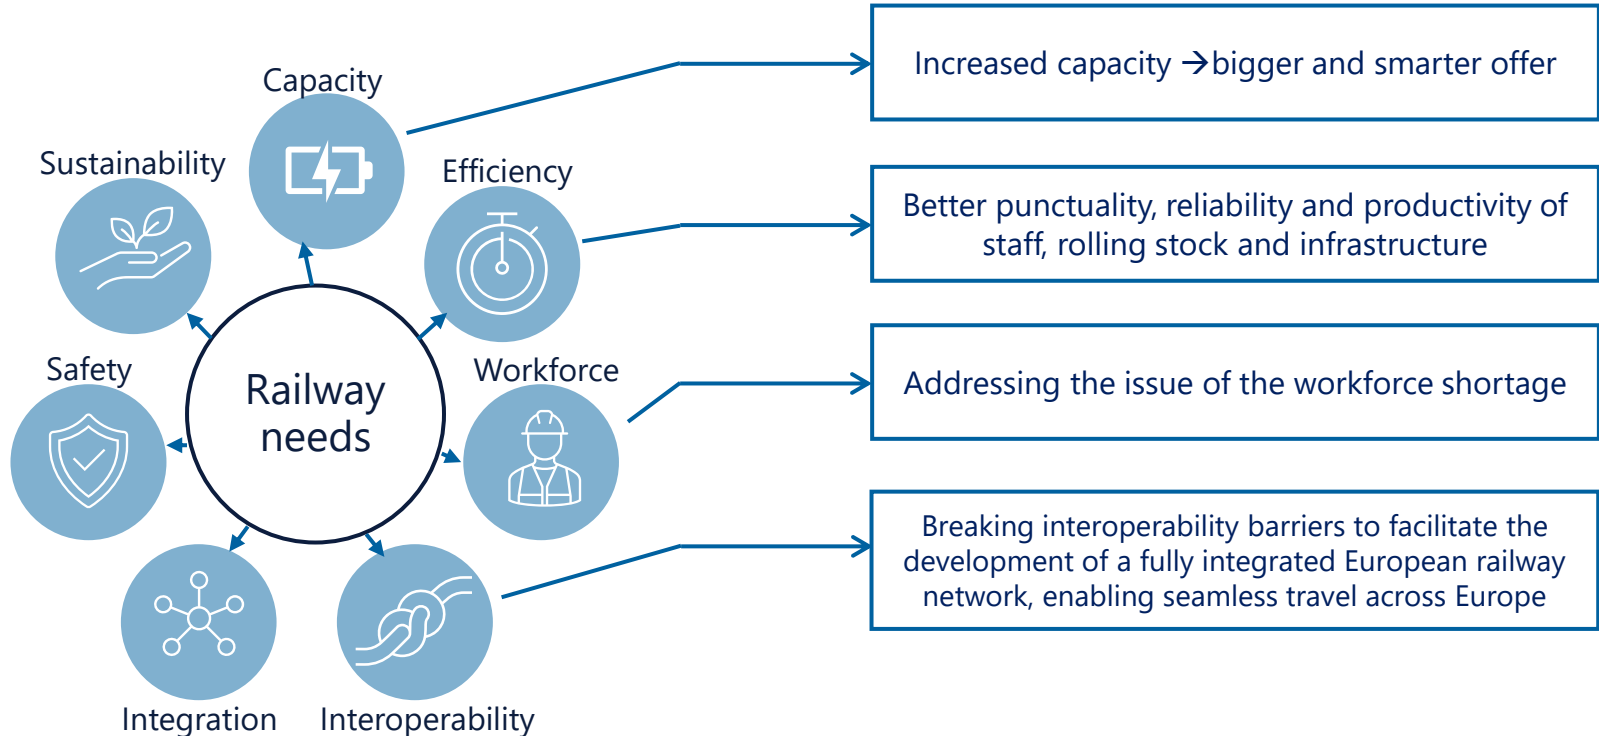 Capacity
Increased capacity →bigger and smarter offer
Sustainability
Efficiency
Better punctuality, reliability and productivity of
staff, rolling stock and infrastructure
Safety
Railway
needs
Workforce
Addressing the issue of the workforce shortage
Breaking interoperability barriers to facilitate the
development of a fully integrated European railway
network, enabling seamless travel across Europe
Integration
Interoperability